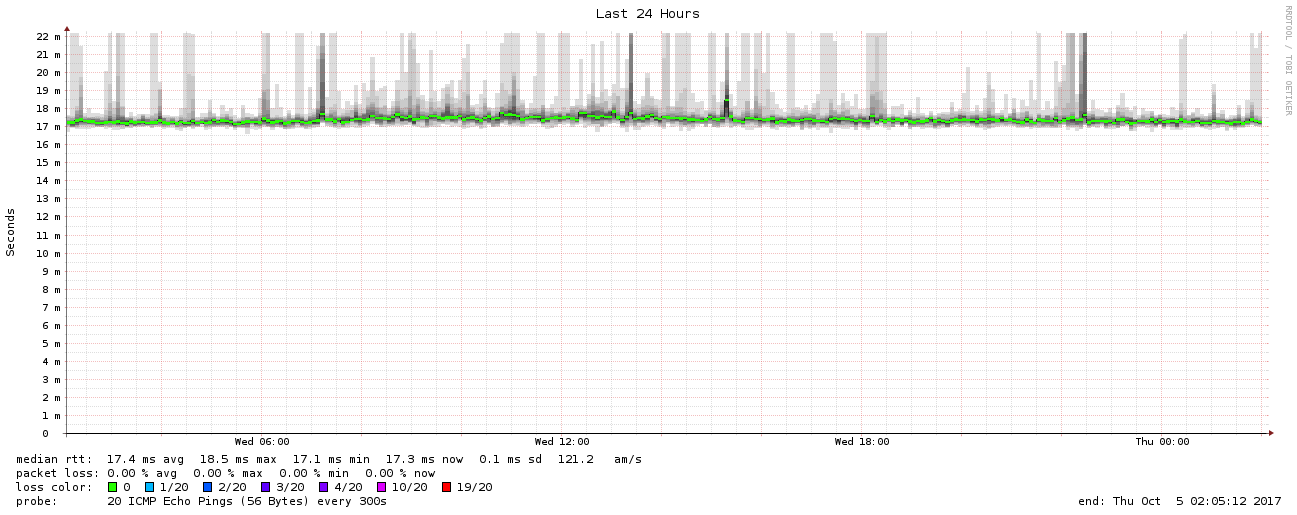 Last 24 Hours
RRDTOOL / TOBI OETIKER
Seconds
22 m
21 m
20 m
19 m
18 m
17 m
16 m
15 m
14 m
13 m
12 m
11 m
10 m
9 m
8 m
7 m
6 m
5 m
4 m
3 m
2 m
1 m
0
Wed 06:00 Wed 12:00 Wed 18:00 Thu 00:00
median rtt: 17.4 ms avg 18.5 ms max 17.1 ms min 17.3 ms now 0.1 ms sd 121.2 am/s
packet loss: 0.00 % avg 0.00 % max 0.00 % min 0.00 % now
loss color: 0 1/20 2/20 3/20 4/20 10/20 19/20
probe: 20 ICMP Echo Pings (56 Bytes) every 300s end: Thu Oct 5 02:05:12 2017